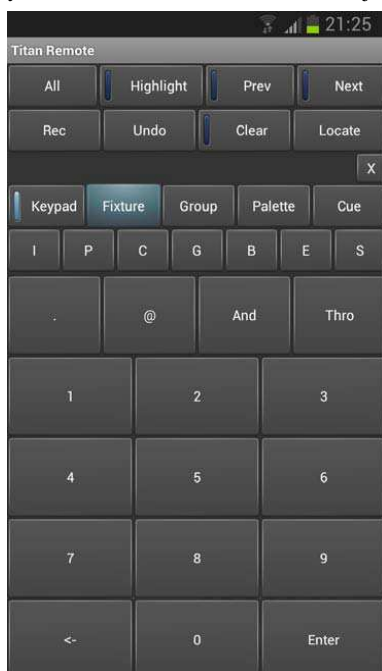 21:25
Titan Remote
All Highlight Prev Next
Rec Undo Clear Locate
X
Keypad Fixture Group Palette Cue
I P C G B E S
. @ And Thro
1 2 3
4 5 6
7 8 9
<- 0 Enter